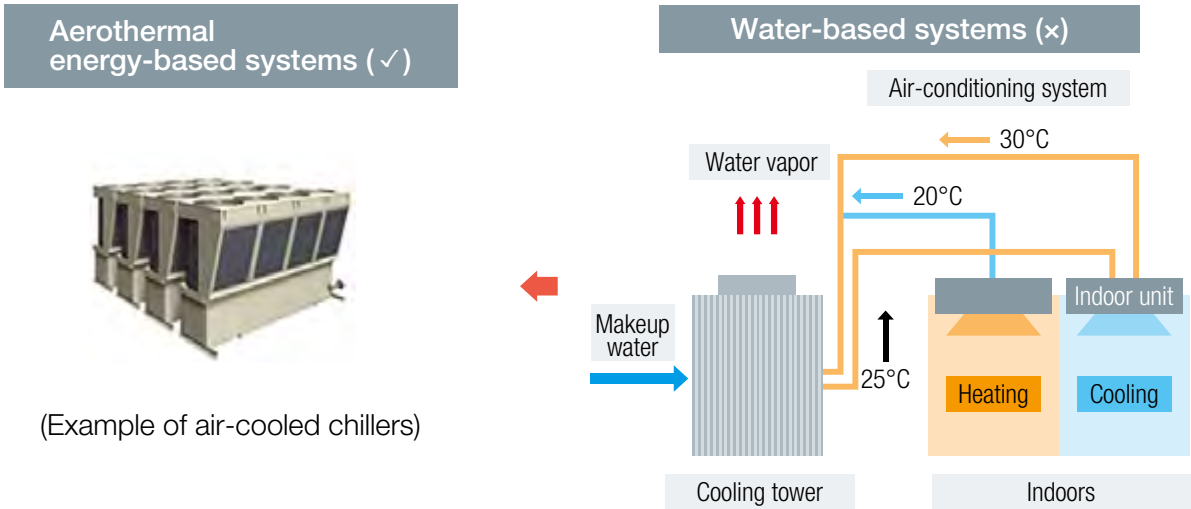 Aerothermal
energy-based systems (✓)
(Example of air-cooled chillers)
Water-based systems (×)
Air-conditioning system
30°C
Water vapor
20°C
Makeup
water
25°C
Indoor unit
Heating
Cooling
Cooling tower
Indoors